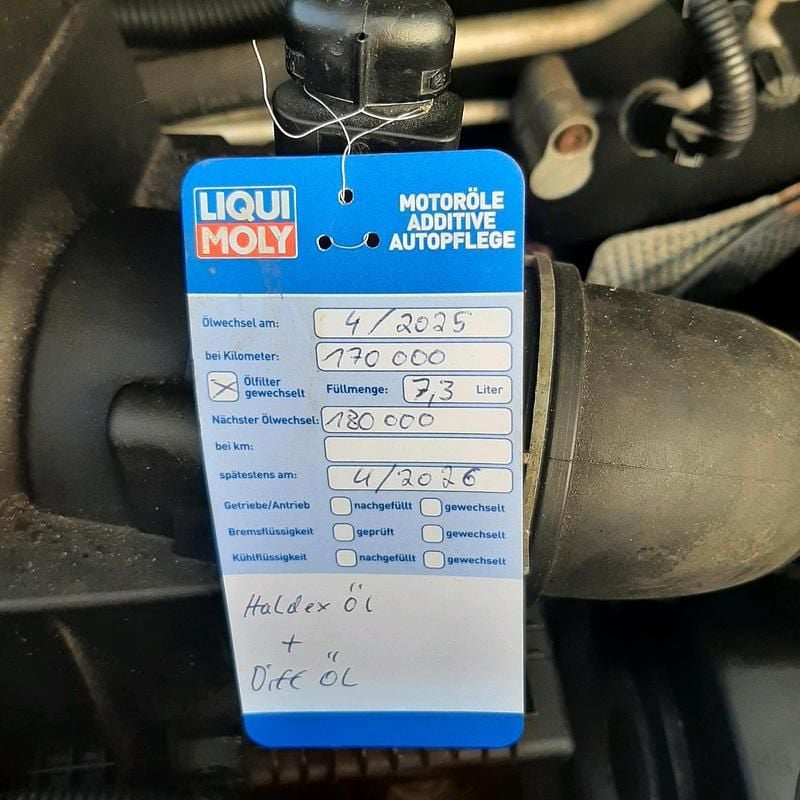 LIQUI
MOLY
MOTORÖLE
ADDITIVE
AUTOPFLEGE
Ölwechsel am: 4/2025
bei Kilometer: 170 000
Ölfilter gewechselt Füllmenge: 7,3 Liter
Nächster Ölwechsel: 180 000
bei km:
spätestens am: 4/2026
Getriebe/Antrieb nachgefüllt gewechselt
Bremsflüssigkeit geprüft gewechselt
Kühlflüssigkeit nachgefüllt gewechselt
Haldex Öl
+
Diff ÖL